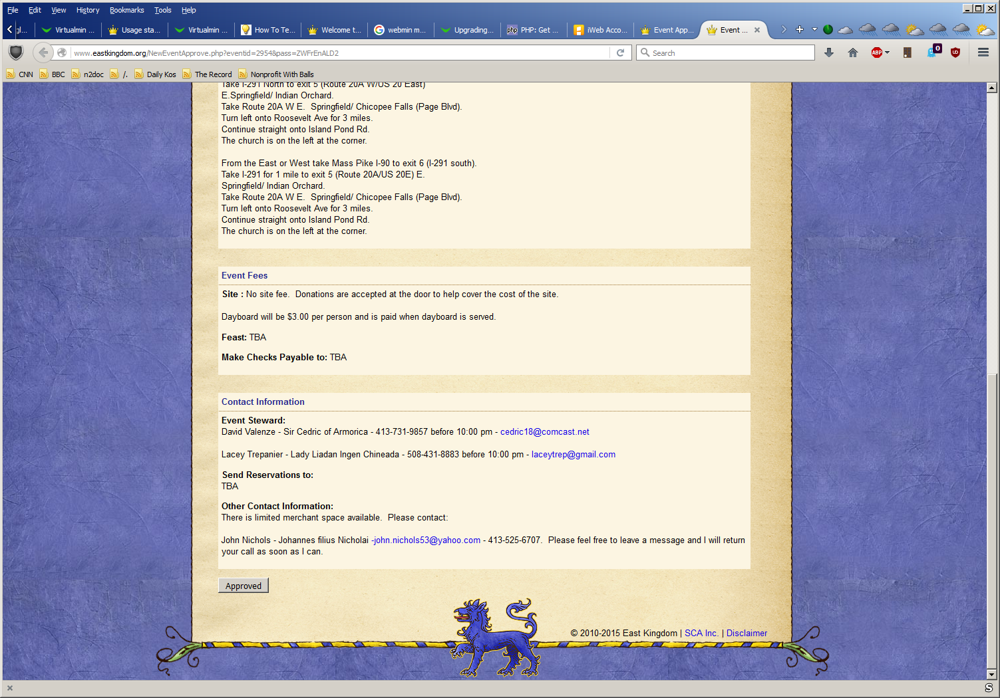 File Edit View History Bookmarks Tools Help
gl... Virtualmin ... Usage sta... Virtualmin ... How To Te... Welcome t... webmin m... Upgrading... php PHP: Get ... iWeb Acco... Event App... Event ...
www.eastkingdom.org/NewEventApprove.php?eventid=2954&pass=ZWFrEnALD2
Search
ABP
0
CNN BBC n2doc /. Daily Kos The Record Nonprofit With Balls
Take I-291 North to exit 5 (Route 20A W/US 20 East)
E.Springfield/ Indian Orchard.
Take Route 20A W E.  Springfield/ Chicopee Falls (Page Blvd).
Turn left onto Roosevelt Ave for 3 miles.
Continue straight onto Island Pond Rd.
The church is on the left at the corner.
From the East or West take Mass Pike I-90 to exit 6 (I-291 south).
Take I-291 for 1 mile to exit 5 (Route 20A/US 20E) E.
Springfield/ Indian Orchard.
Take Route 20A W E.  Springfield/ Chicopee Falls (Page Blvd).
Turn left onto Roosevelt Ave for 3 miles.
Continue straight onto Island Pond Rd.
The church is on the left at the corner.
Event Fees
Site : No site fee.  Donations are accepted at the door to help cover the cost of the site.
Dayboard will be $3.00 per person and is paid when dayboard is served.
Feast: TBA
Make Checks Payable to: TBA
Contact Information
Event Steward:
David Valenze - Sir Cedric of Armorica - 413-731-9857 before 10:00 pm - cedric18@comcast.net
Lacey Trepanier - Lady Liadan Ingen Chineada - 508-431-8883 before 10:00 pm - laceytrep@gmail.com
Send Reservations to:
TBA
Other Contact Information:
There is limited merchant space available.  Please contact:
John Nichols - Johannes filius Nicholai -john.nichols53@yahoo.com - 413-525-6707.  Please feel free to leave a message and I will return
your call as soon as I can.
Approved
© 2010-2015 East Kingdom | SCA Inc. | Disclaimer
S